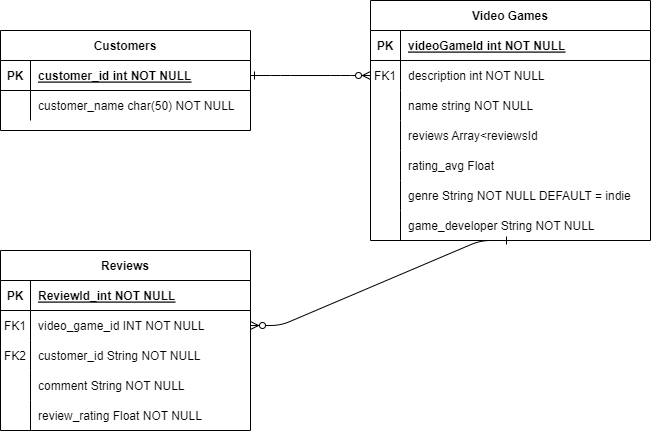 Video Games
PK videoGameId int NOT NULL
FK1 description int NOT NULL
name string NOT NULL
reviews Array<reviewsId
rating_avg Float
genre String NOT NULL DEFAULT = indie
game_developer String NOT NULL
Customers
PK customer_id int NOT NULL
customer_name char(50) NOT NULL
Reviews
PK ReviewId_int NOT NULL
FK1 video_game_id INT NOT NULL
FK2 customer_id String NOT NULL
comment String NOT NULL
review_rating Float NOT NULL